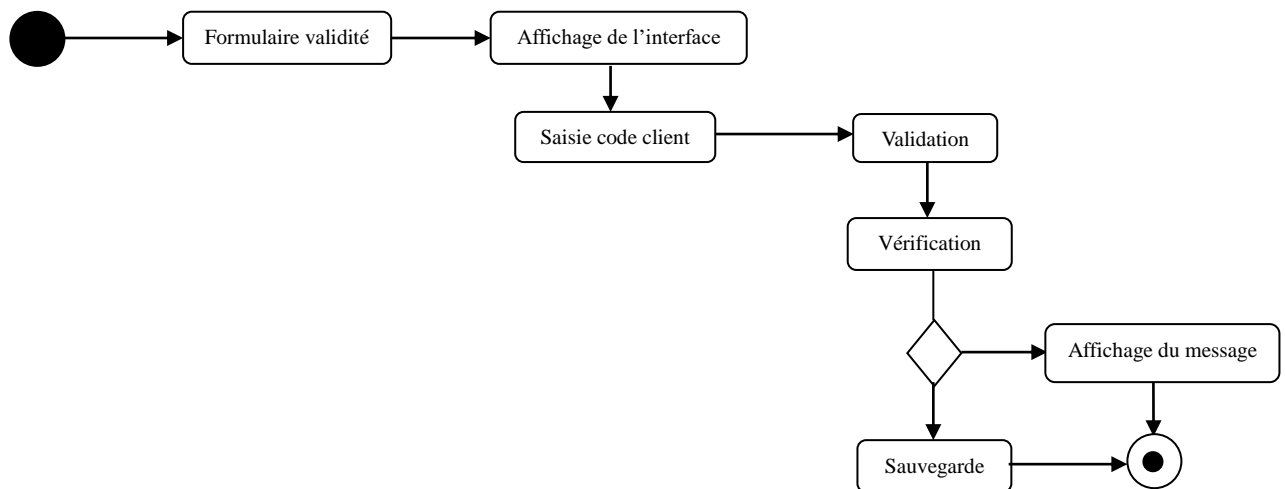 Formulaire validité
Affichage de l’interface
Saisie code client
Validation
Vérification
Affichage du message
Sauvegarde